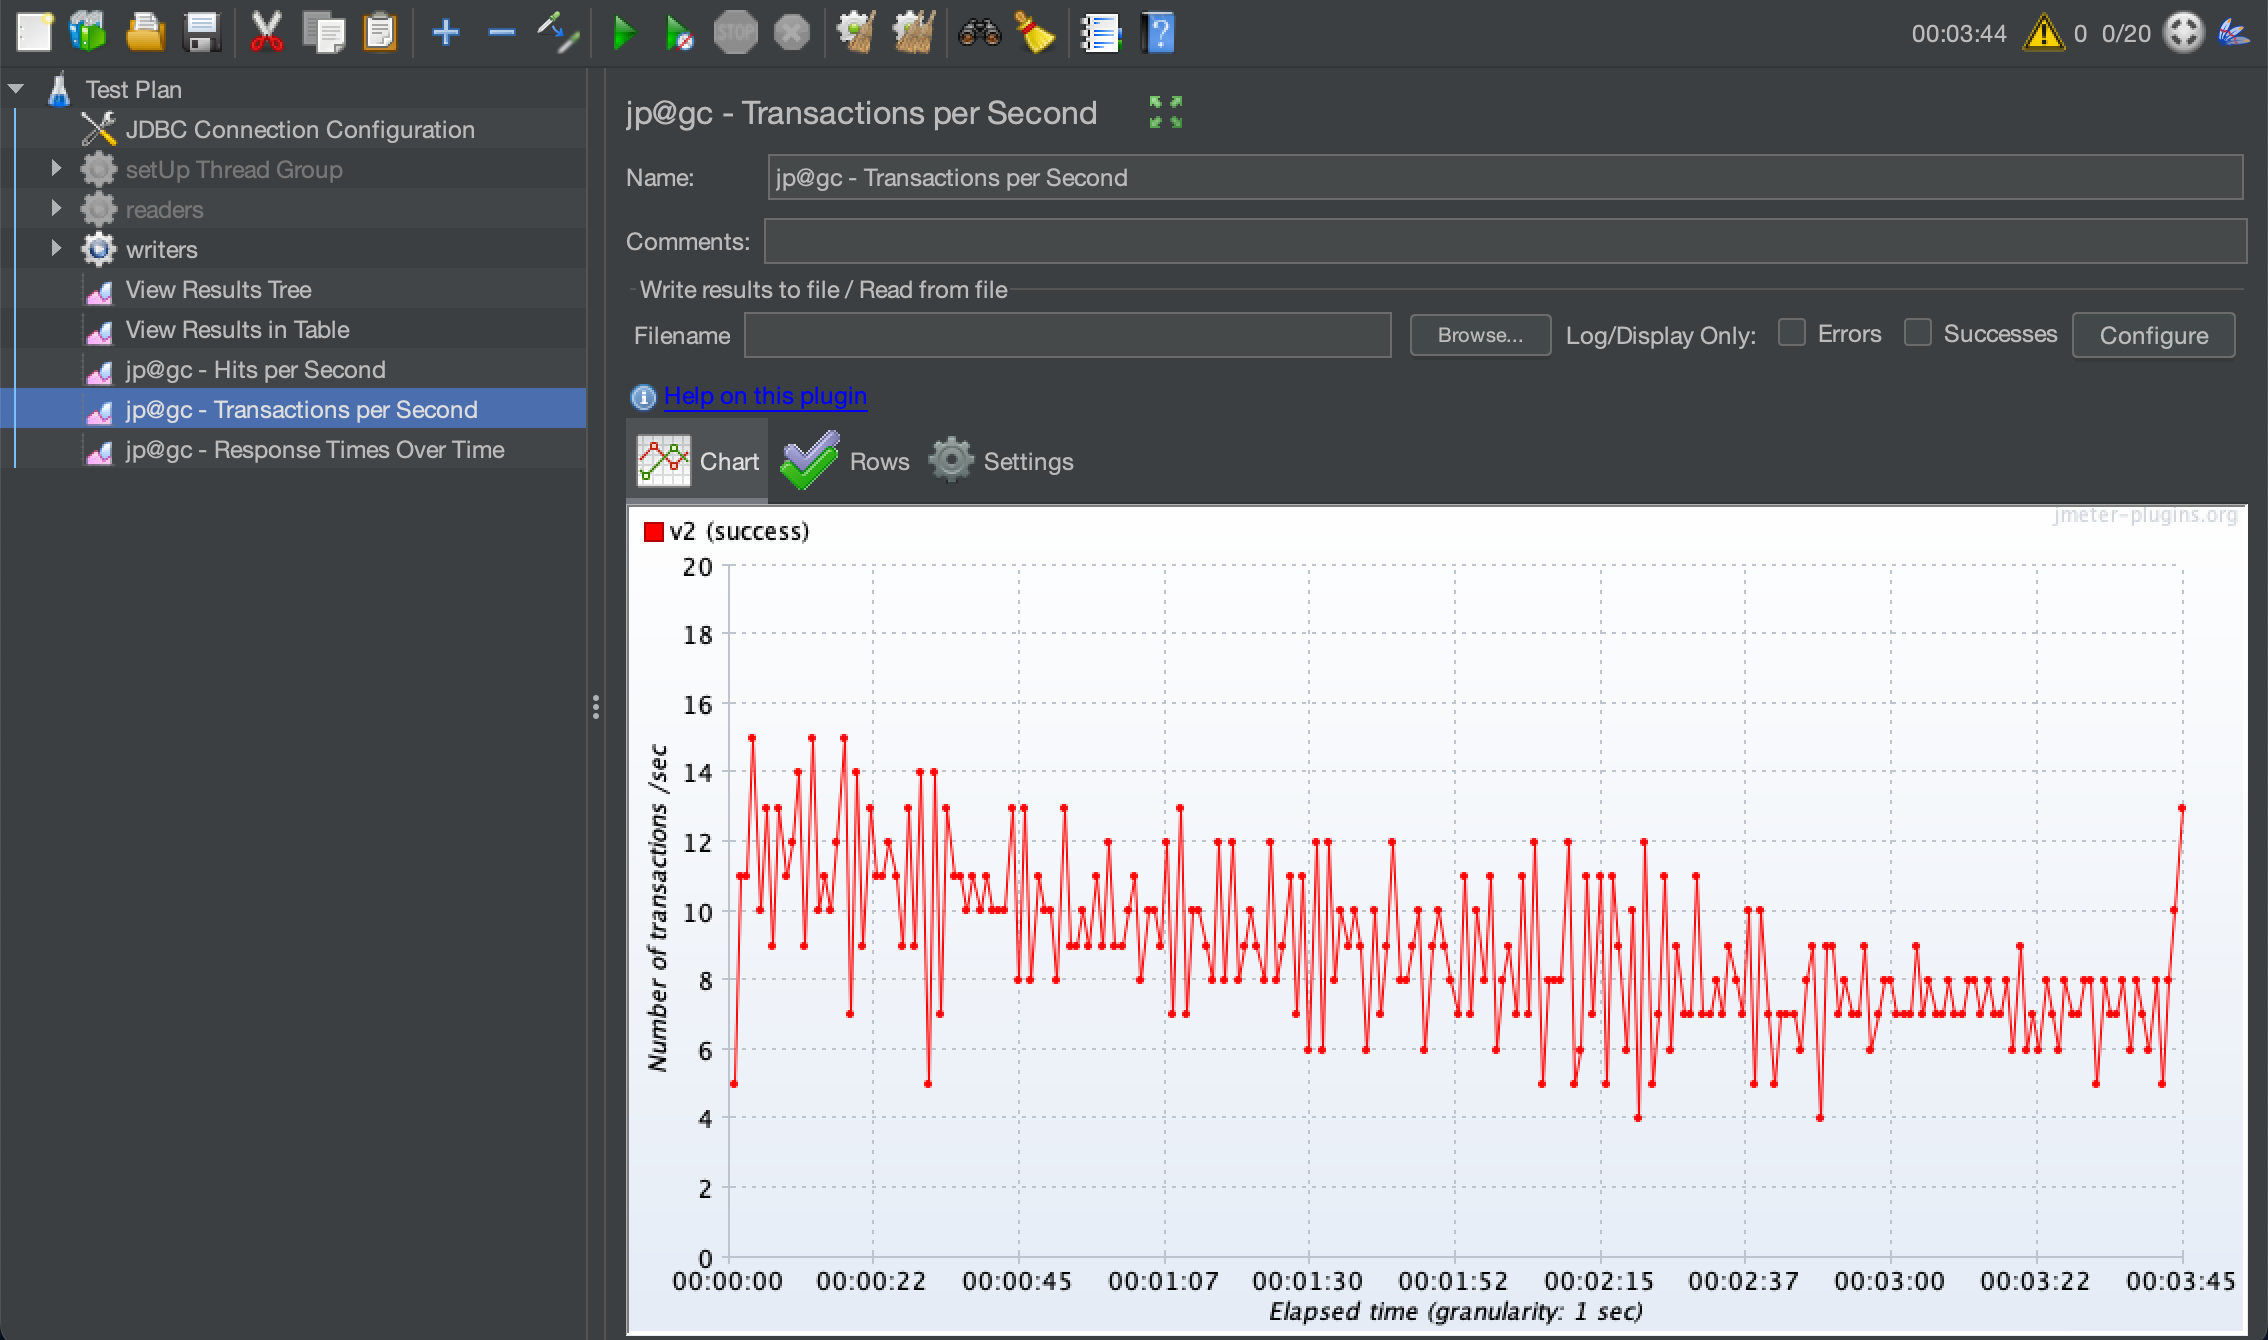 STOP
00:03:44 0 0/20
Test Plan
JDBC Connection Configuration
setUp Thread Group
readers
writers
View Results Tree
View Results in Table
jp@gc - Hits per Second
jp@gc - Transactions per Second
jp@gc - Response Times Over Time
jp@gc - Transactions per Second
Name: jp@gc - Transactions per Second
Comments:
Write results to file / Read from file
Filename Browse... Log/Display Only: Errors Successes Configure
Help on this plugin
Chart Rows Settings
jmeter-plugins.org
v2 (success)
20
18
16
14
12
10
8
6
4
2
0
Number of transactions /sec
00:00:00 00:00:22 00:00:45 00:01:07 00:01:30 00:01:52 00:02:15 00:02:37 00:03:00 00:03:22 00:03:45
Elapsed time (granularity: 1 sec)